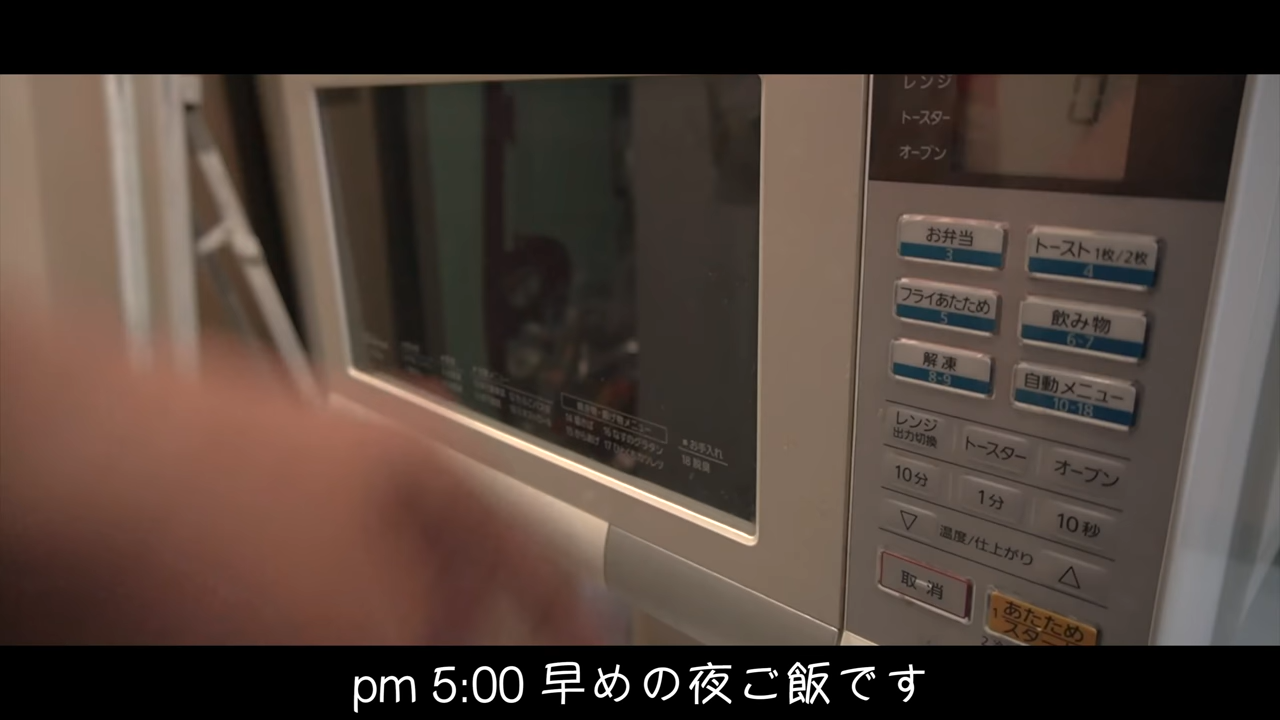 レンジ
トースター
オーブン
お弁当
3
トースト 1枚/2枚
4
フライあたため
5
飲み物
6-7
解凍
8-9
自動メニュー
10-18
レンジ
出力切換
トースター
オーブン
10分
1分
10秒
▽ 温度/仕上がり △
取消
1 あたため
お手入れ
18 脱臭
pm 5:00 早めの夜ご飯です